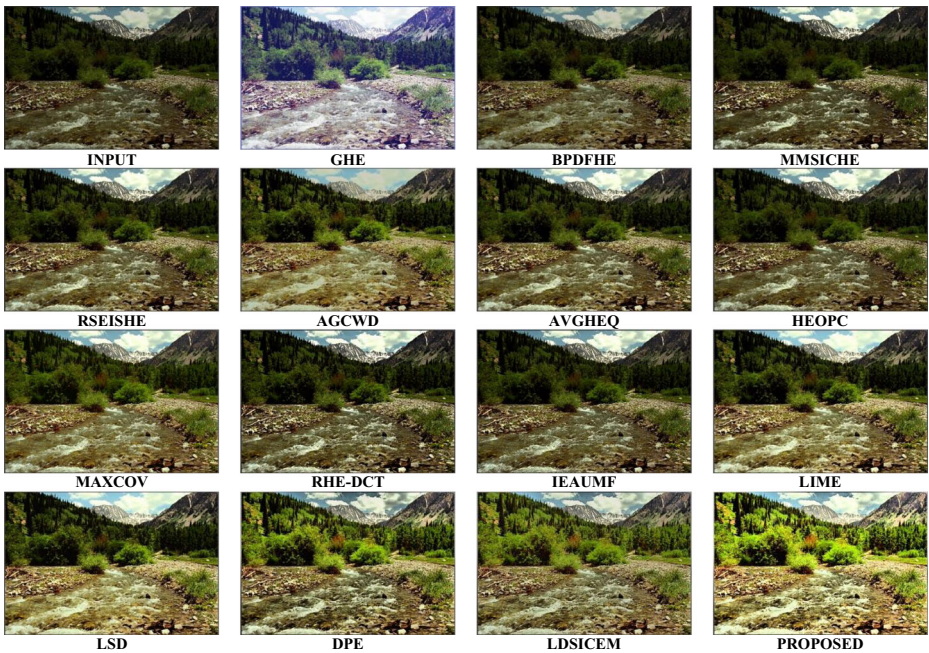 INPUT GHE BPDFHE MMSICHE
RSEISHE AGCWD AVGHEQ HEOPC
MAXCOV RHE-DCT IEAUMF LIME
LSD DPE LDSICEM PROPOSED